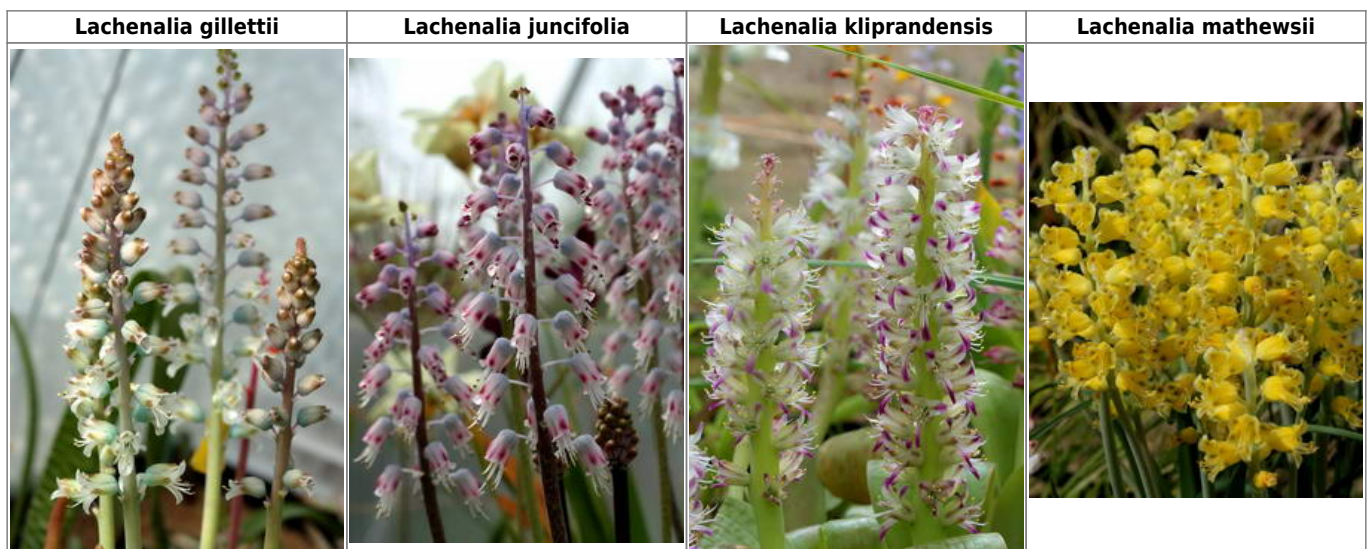 Lachenalia gillettii
Lachenalia juncifolia
Lachenalia kliprandensis
Lachenalia mathewsii